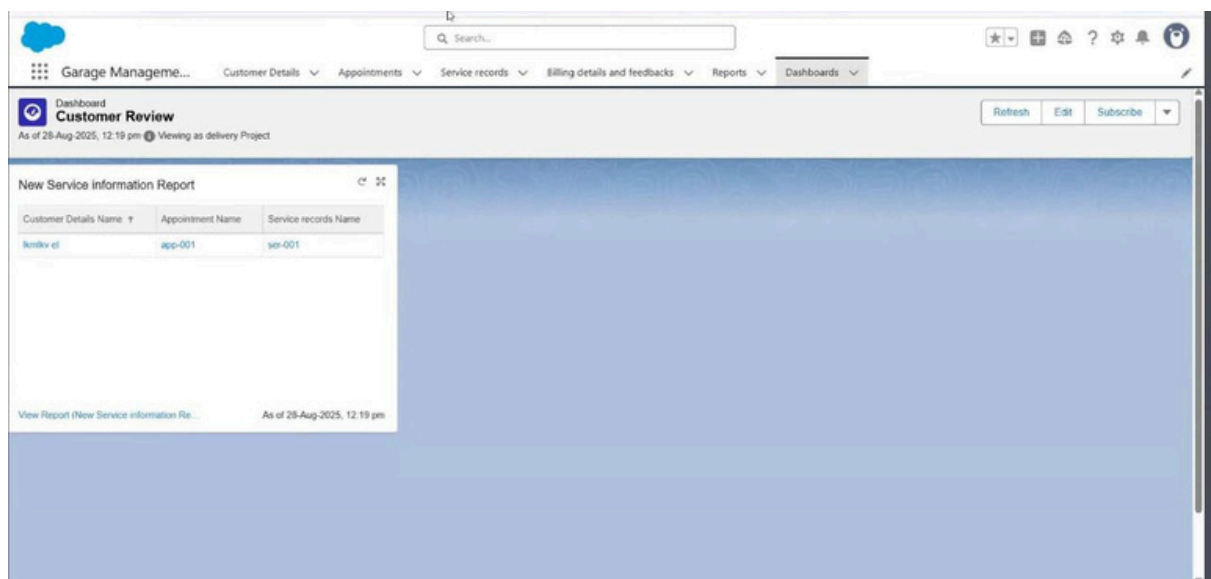 Search...
Garage Manageme...
Customer Details
Appointments
Service records
Billing details and feedbacks
Reports
Dashboards
Dashboard
Customer Review
As of 28-Aug-2025, 12:19 pm Viewing as delivery Project
Refresh
Edit
Subscribe
New Service information Report
Customer Details Name
Appointment Name
Service records Name
app-001
ser-001
View Report (New Service information Re...
As of 28-Aug-2025, 12:19 pm